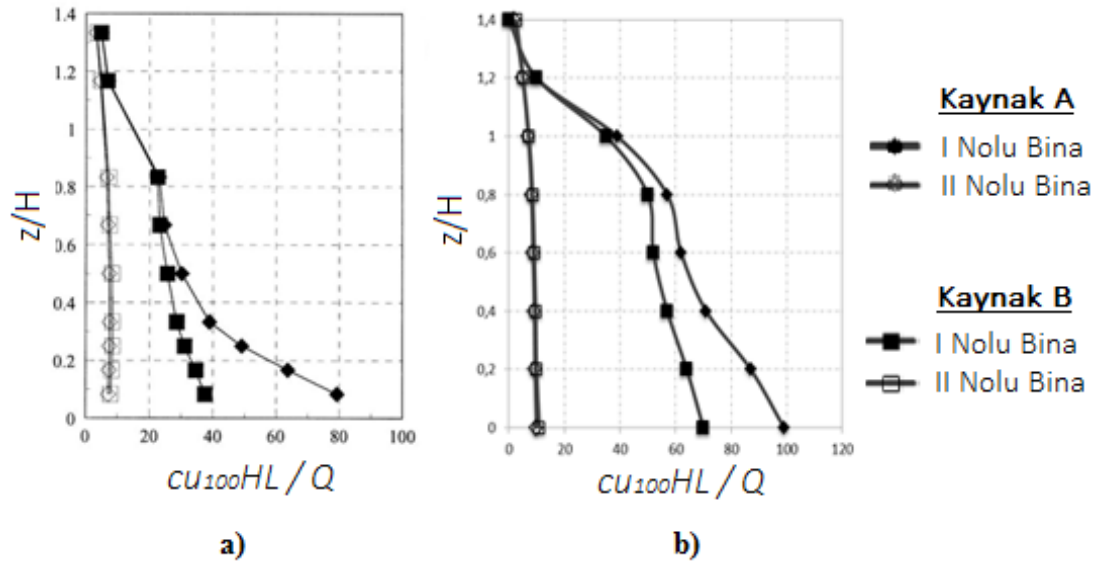 1.4
1.2
1
0.8
0.6
0.4
0.2
0
z/H
0 20 40 60 80 100
cu₁₀₀HL / Q
a)
1,4
1,2
1
0,8
0,6
0,4
0,2
0
z/H
0 20 40 60 80 100 120
cu₁₀₀HL / Q
b)
Kaynak A
I Nolu Bina
II Nolu Bina
Kaynak B
I Nolu Bina
II Nolu Bina